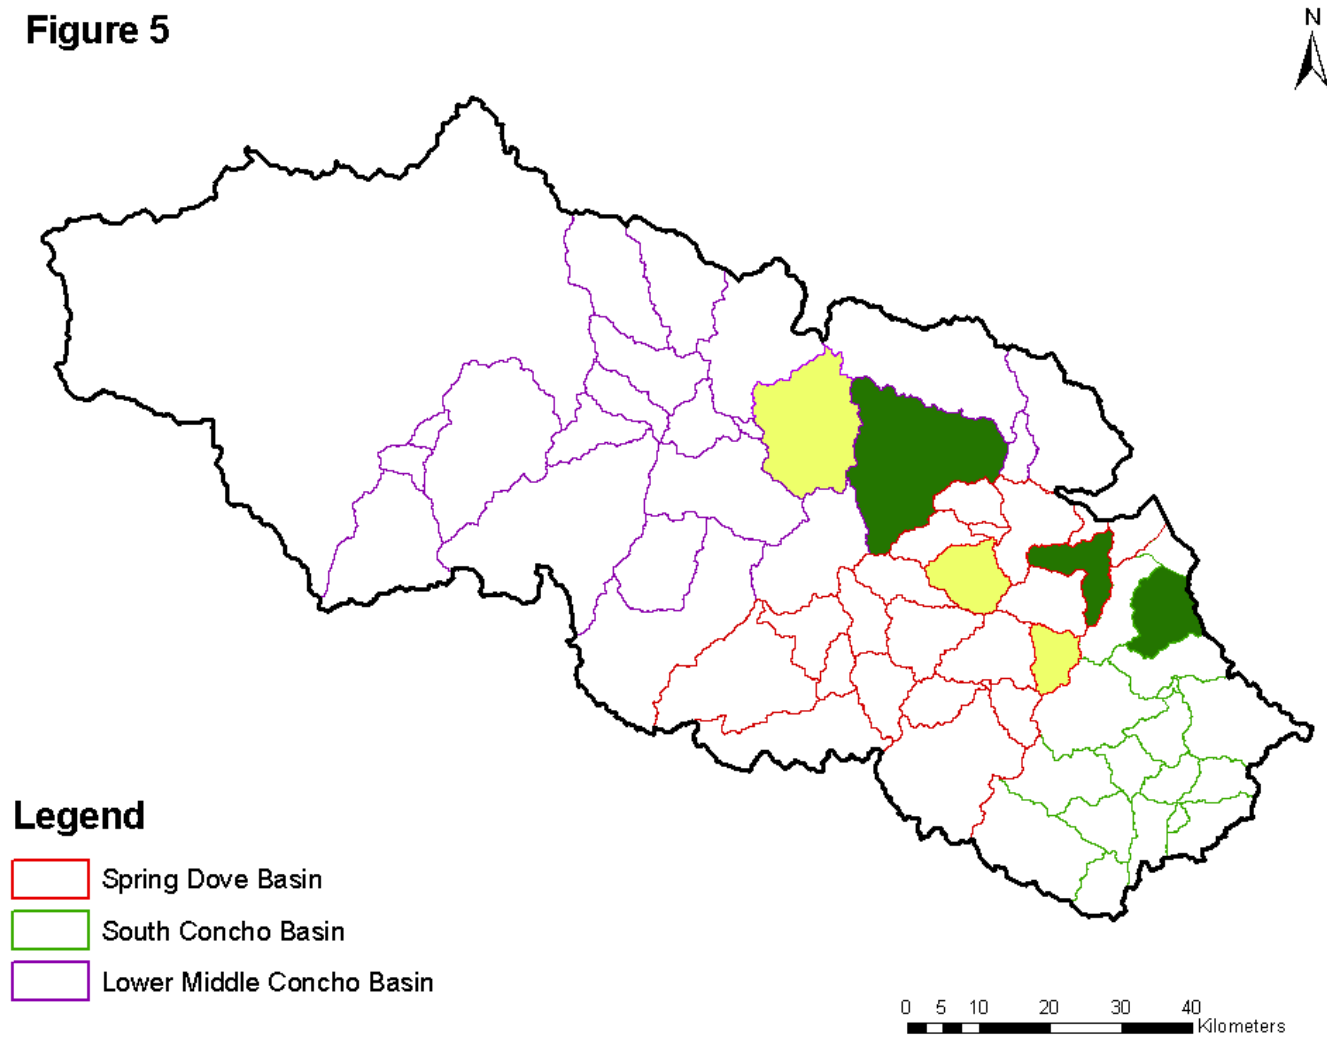 Figure 5
N
Legend
Spring Dove Basin
South Concho Basin
Lower Middle Concho Basin
0 5 10 20 30 40
Kilometers